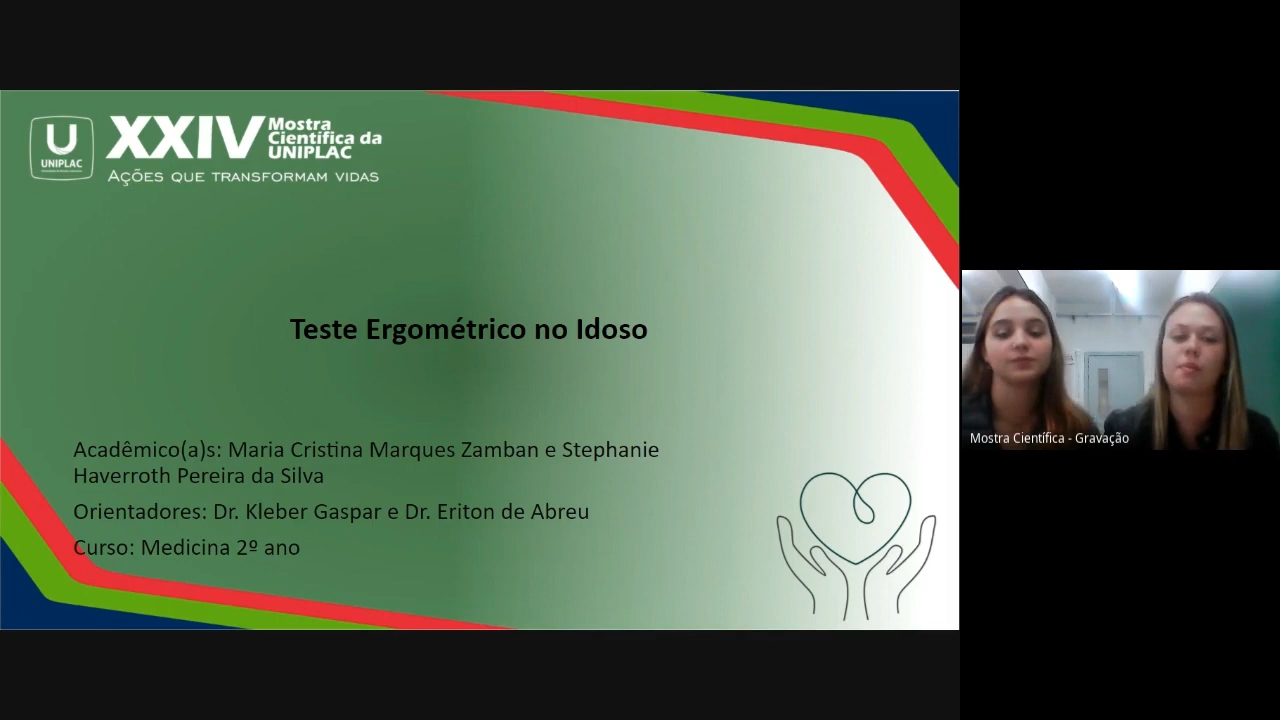 U
UNIPLAC
XXIV
Mostra
Científica da
UNIPLAC
AÇÕES QUE TRANSFORMAM VIDAS
Teste Ergométrico no Idoso
Acadêmico(a)s: Maria Cristina Marques Zamban e Stephanie
Haverroth Pereira da Silva
Orientadores: Dr. Kleber Gaspar e Dr. Eriton de Abreu
Curso: Medicina 2º ano
Mostra Científica - Gravação